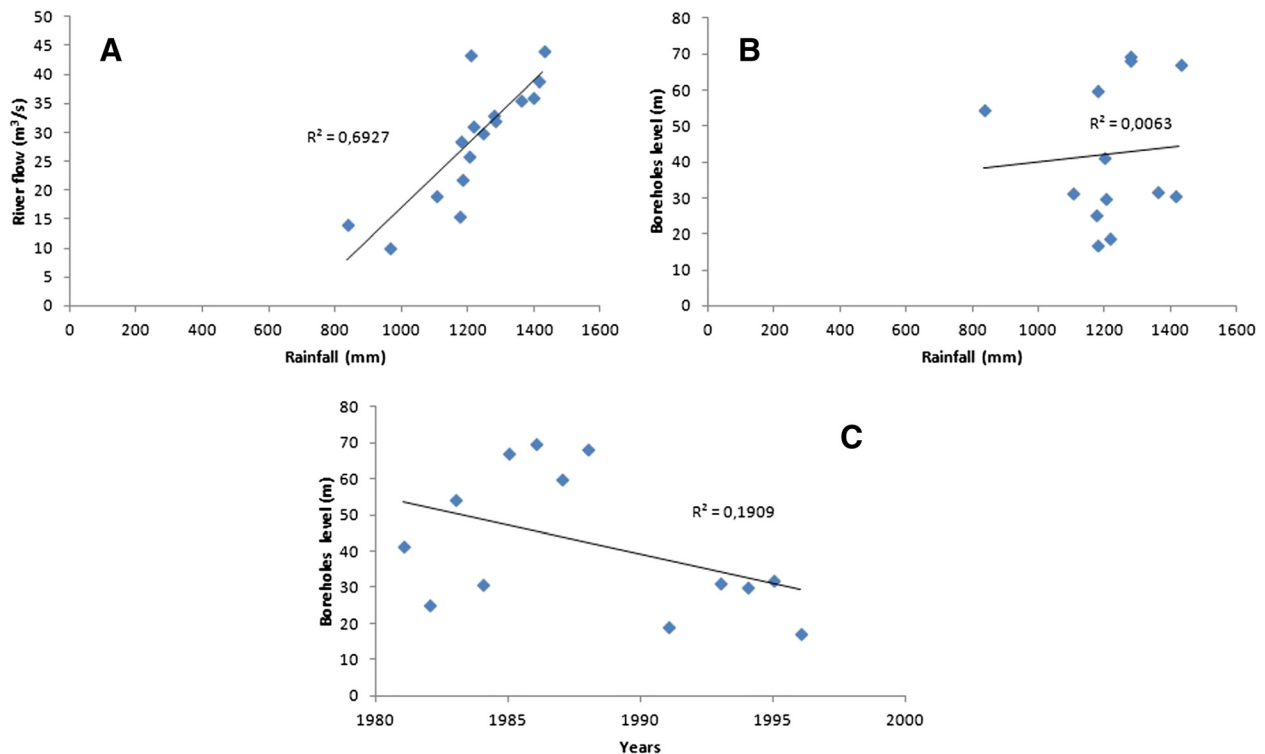 A
50
45
40
35
30
25
20
15
10
5
0
River flow (m³/s)
R² = 0,6927
0 200 400 600 800 1000 1200 1400 1600
Rainfall (mm)
B
80
70
60
50
40
30
20
10
0
Boreholes level (m)
R² = 0,0063
0 200 400 600 800 1000 1200 1400 1600
Rainfall (mm)
C
80
70
60
50
40
30
20
10
0
Boreholes level (m)
R² = 0,1909
1980 1985 1990 1995 2000
Years